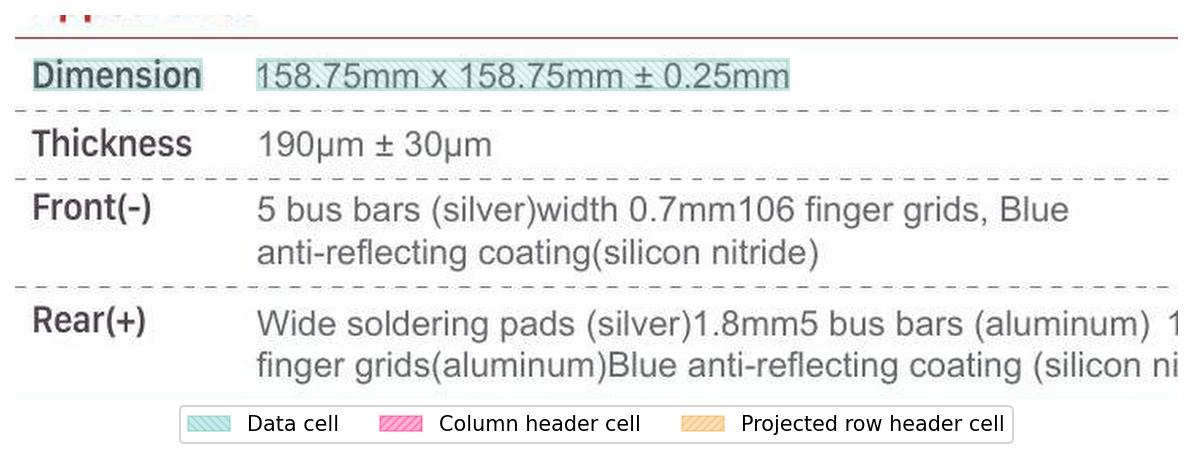 Dimension 158.75mm x 158.75mm ± 0.25mm
Thickness 190μm ± 30μm
Front(-) 5 bus bars (silver)width 0.7mm106 finger grids, Blue
anti-reflecting coating(silicon nitride)
Rear(+) Wide soldering pads (silver)1.8mm5 bus bars (aluminum)
finger grids(aluminum)Blue anti-reflecting coating (silicon
Data cell Column header cell Projected row header cell